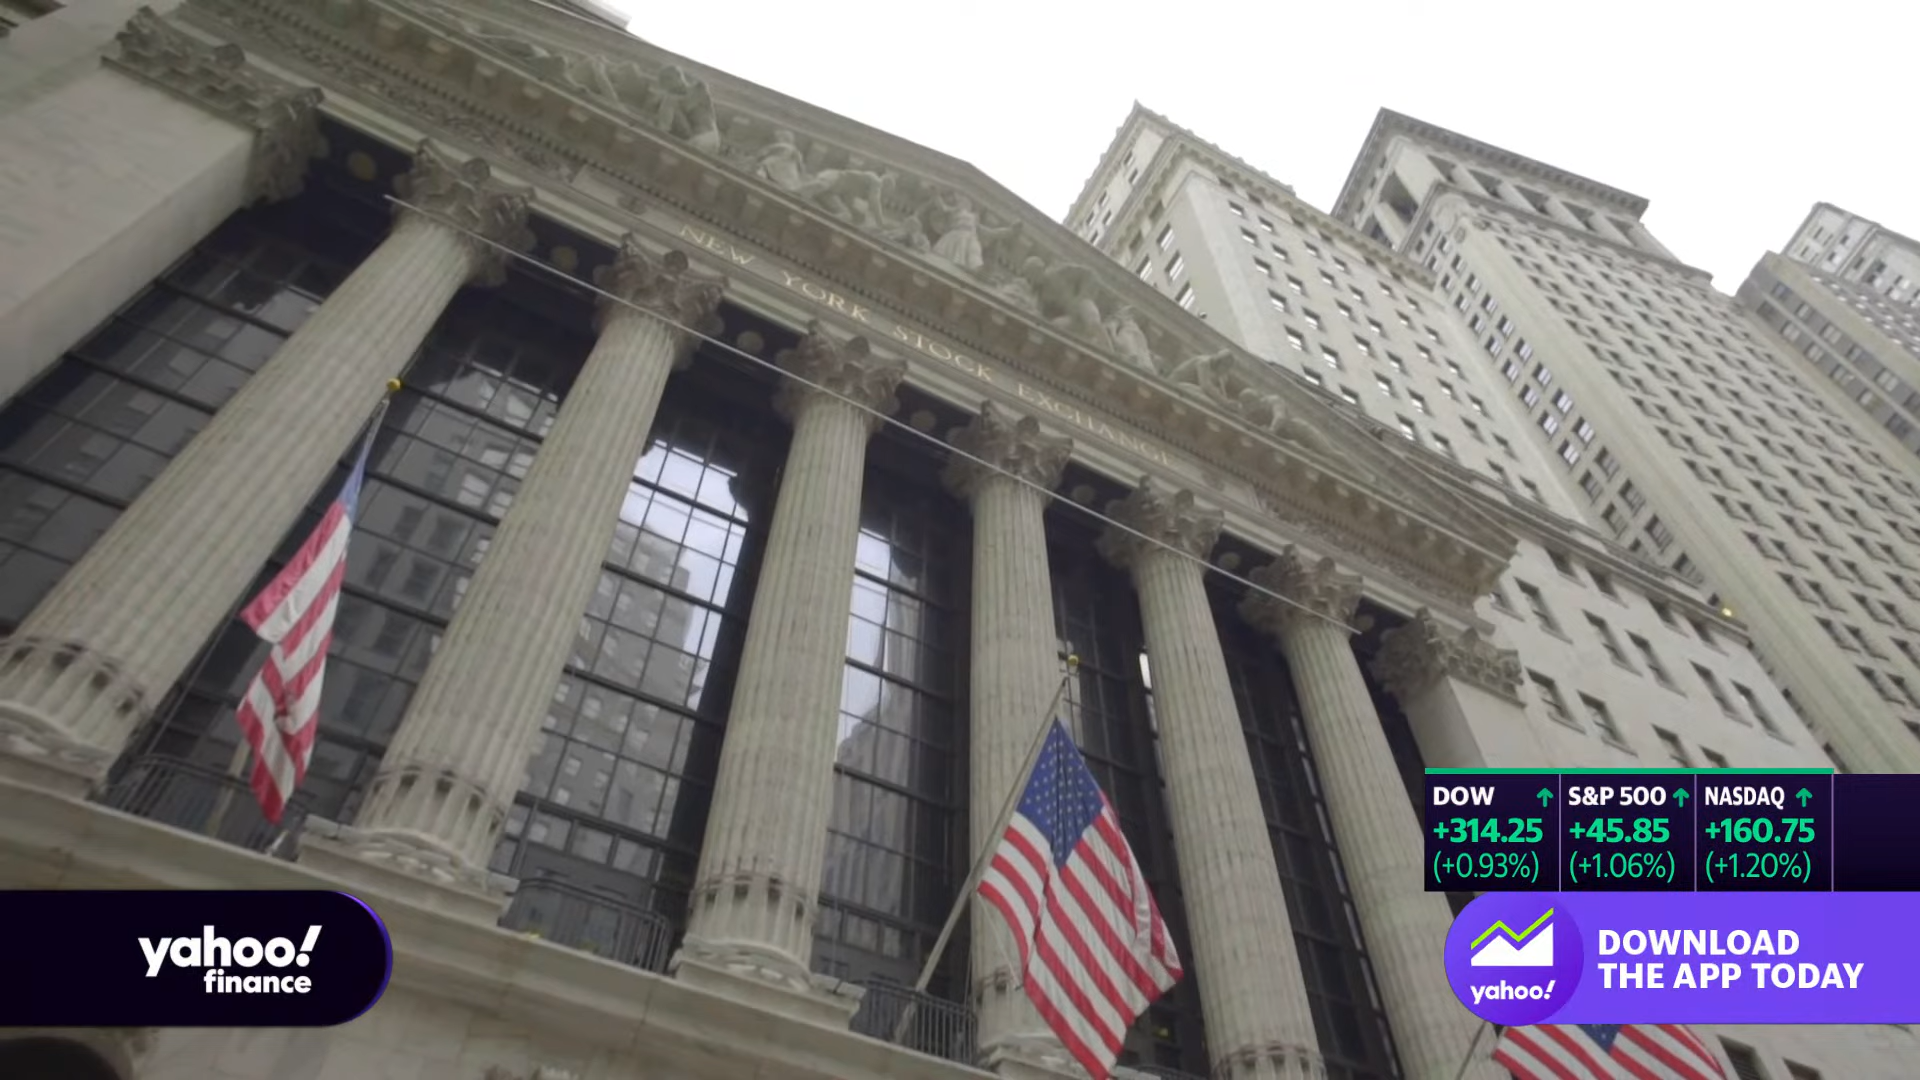 NEW YORK STOCK EXCHANGE
DOW
+314.25
(+0.93%)
S&P 500
+45.85
(+1.06%)
NASDAQ
+160.75
(+1.20%)
yahoo!
finance
yahoo!
DOWNLOAD
THE APP TODAY